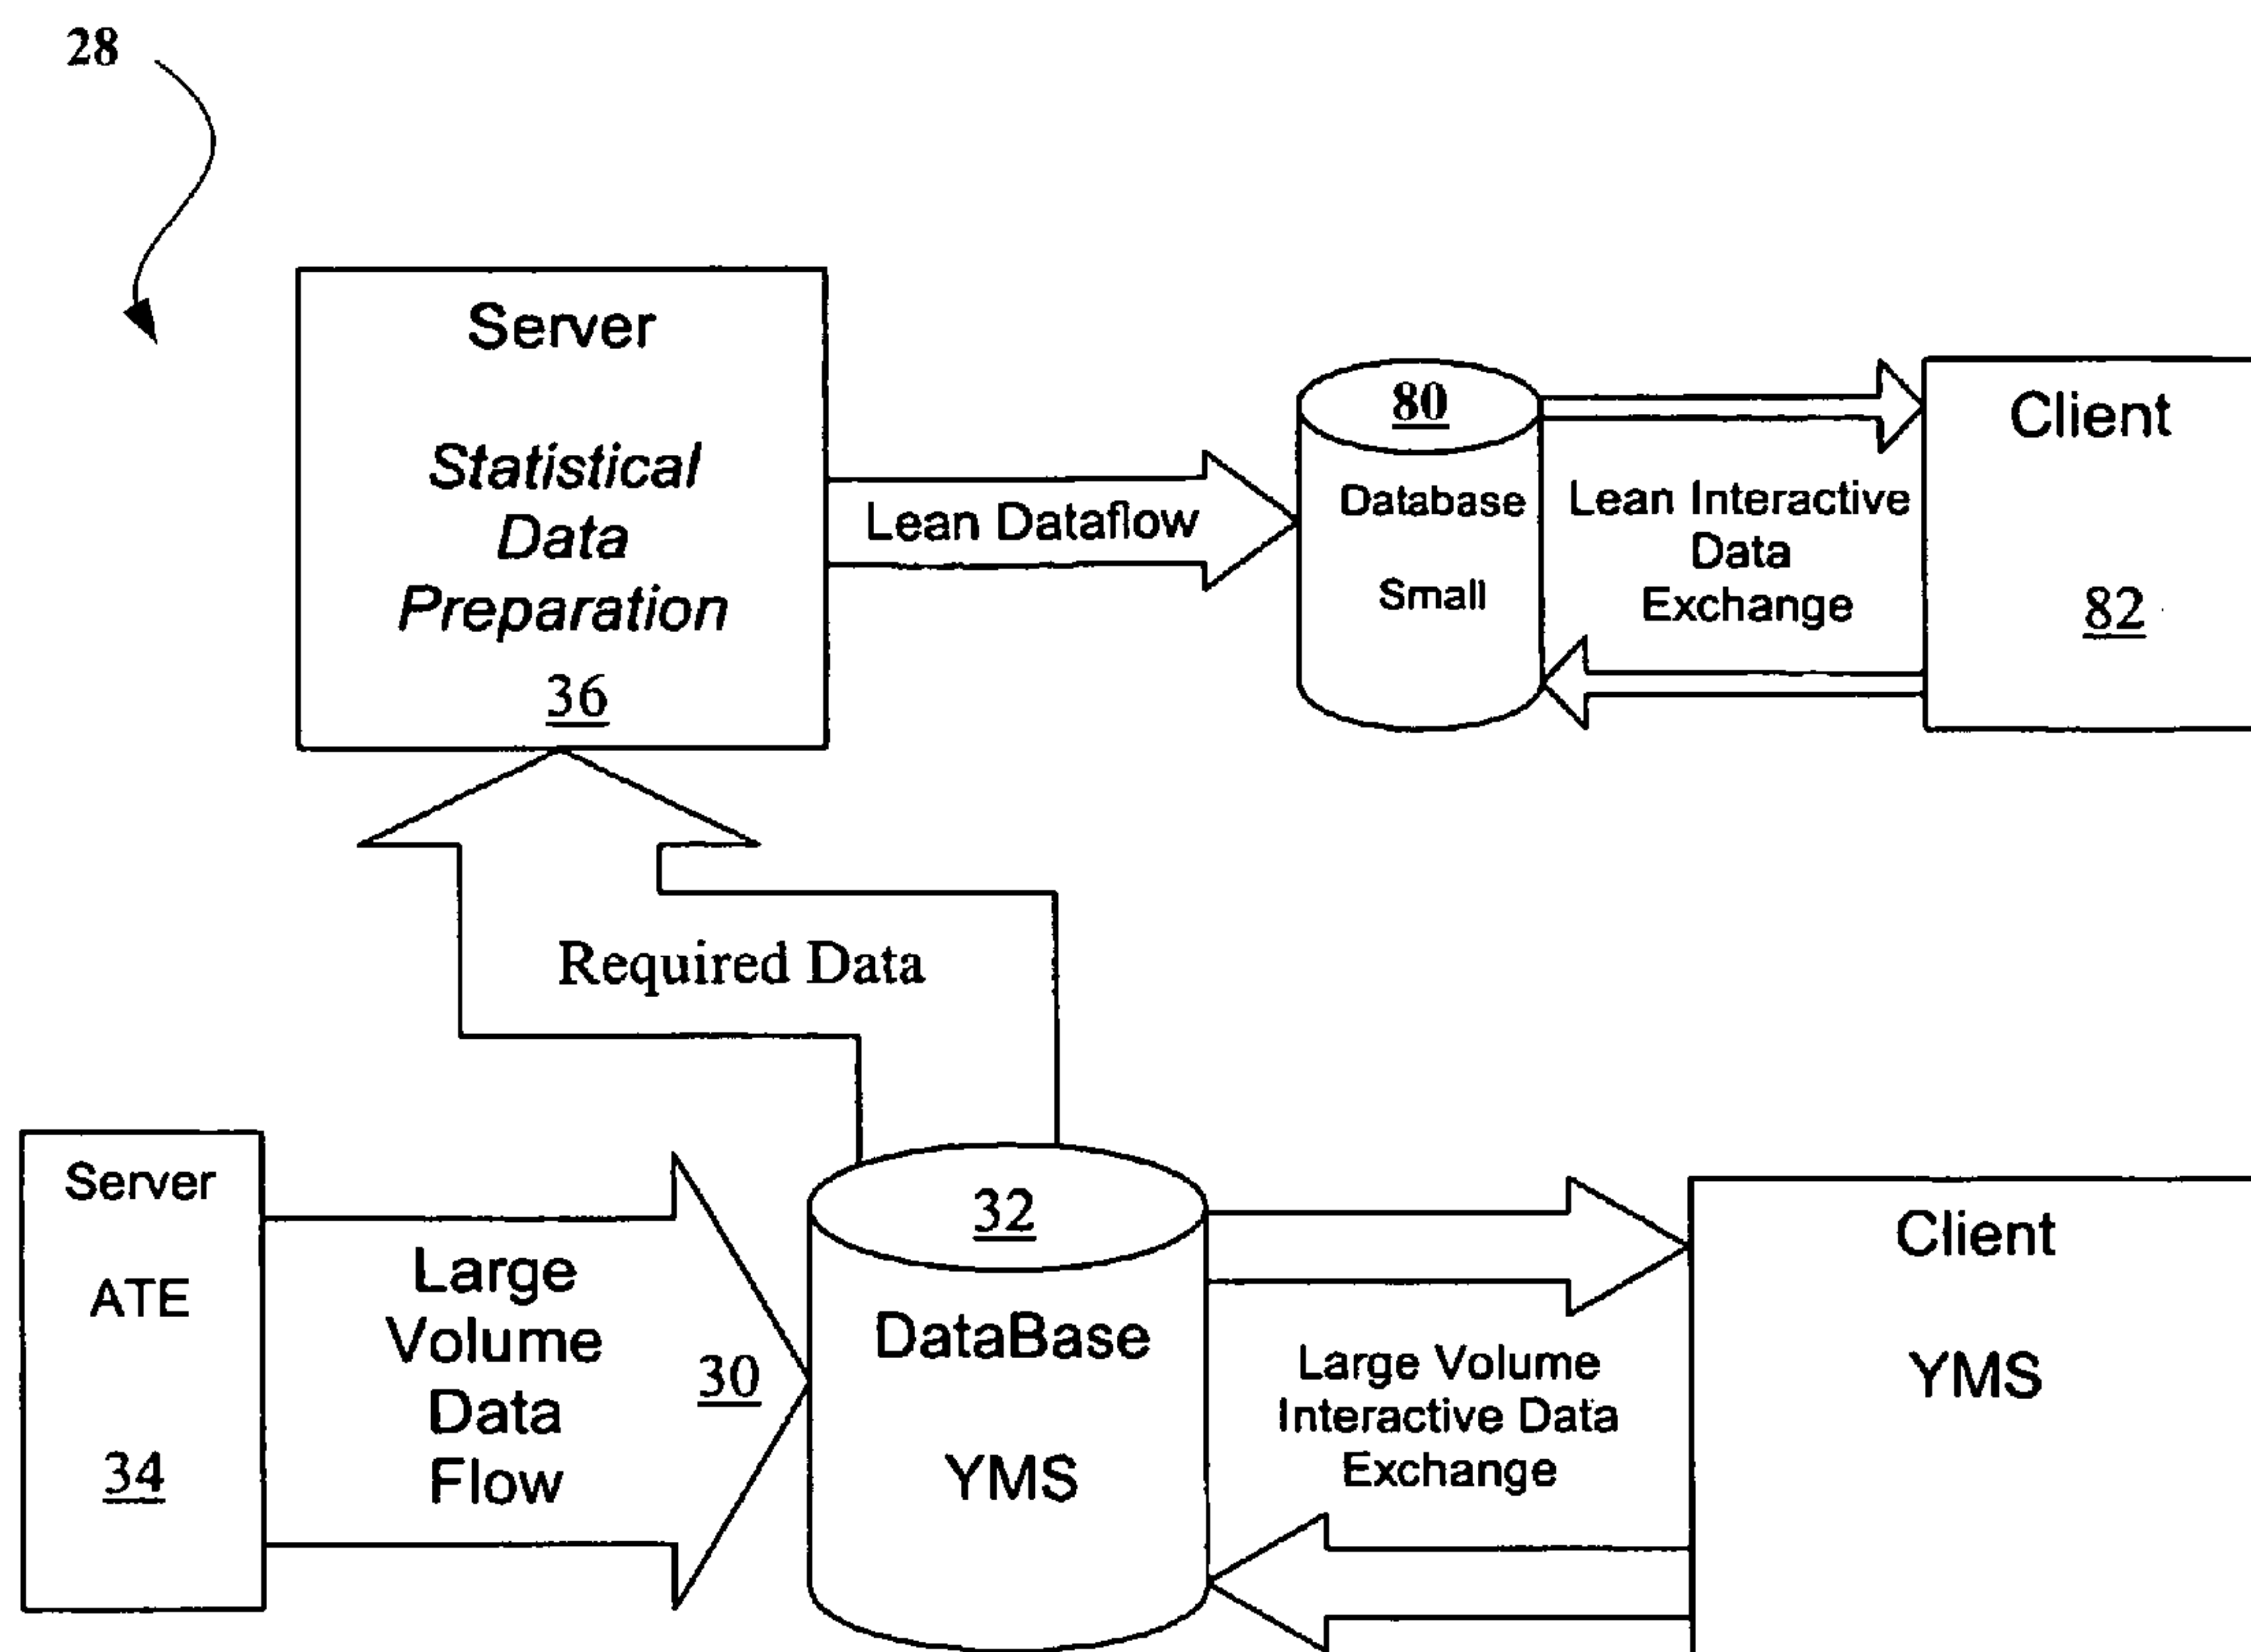 28
Server
Statistical
Data
Preparation
36
Lean Dataflow
80
Database
Small
Lean Interactive
Data
Exchange
Client
82
Required Data
Server
ATE
34
Large
Volume
Data
Flow
30
32
DataBase
YMS
Large Volume
Interactive Data
Exchange
Client
YMS